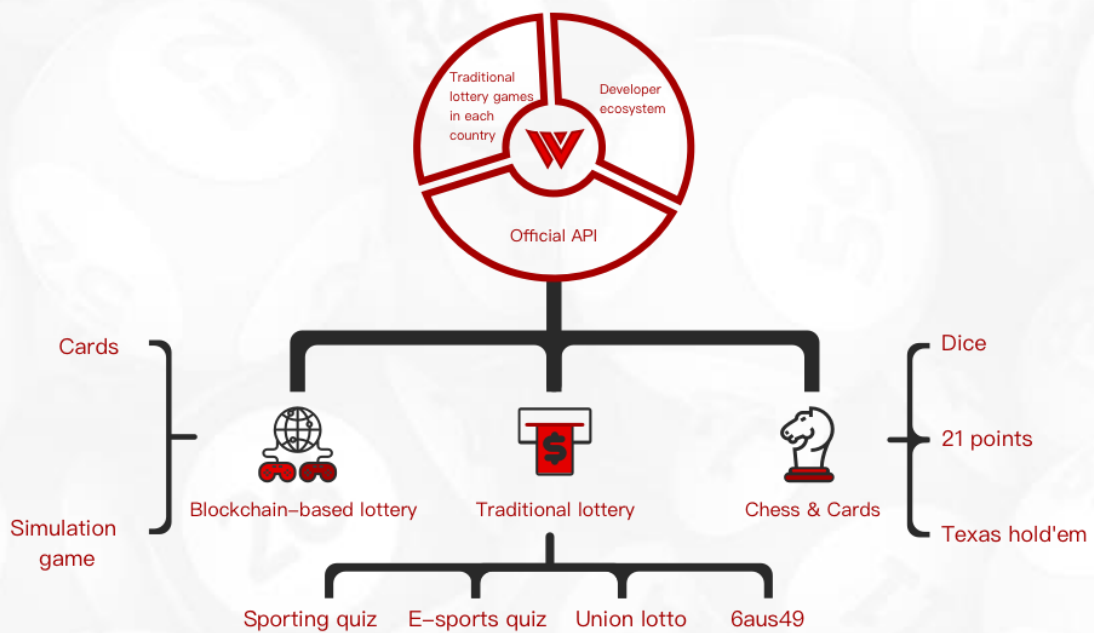 Traditional
lottery games
in each
country
Developer
ecosystem
Official API
Cards
Simulation
game
Blockchain–based lottery
Traditional lottery
Chess & Cards
Dice
21 points
Texas hold'em
Sporting quiz
E–sports quiz
Union lotto
6aus49